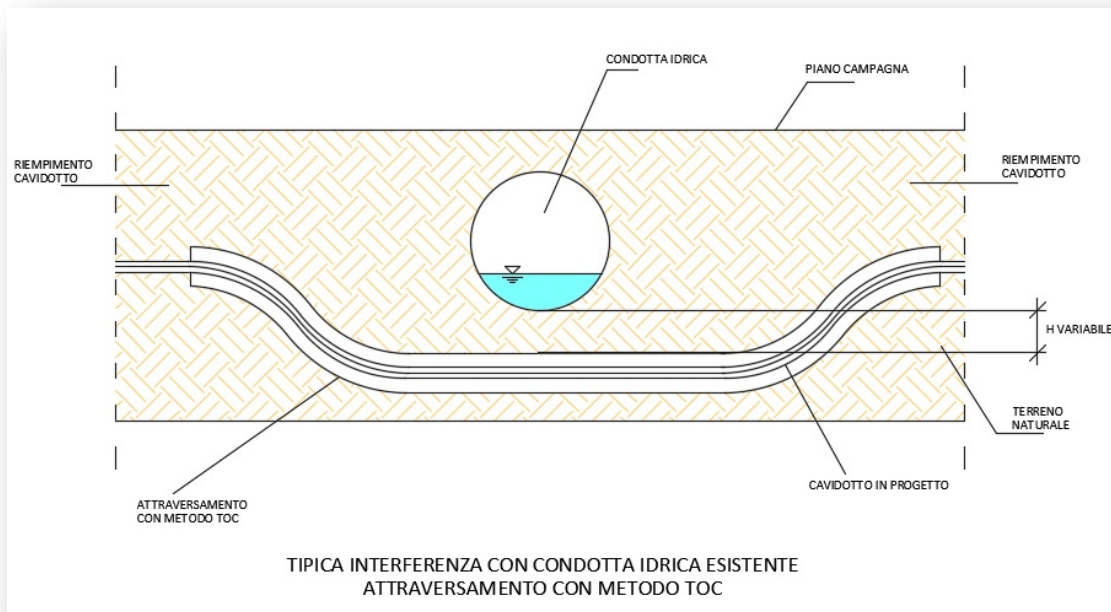 CONDOTTA IDRICA
PIANO CAMPAGNA
RIEMPIMENTO
CAVIDOTTO
RIEMPIMENTO
CAVIDOTTO
H VARIABILE
TERRENO
NATURALE
CAVIDOTTO IN PROGETTO
ATTRAVERSAMENTO
CON METODO TOC
TIPICA INTERFERENZA CON CONDOTTA IDRICA ESISTENTE
ATTRAVERSAMENTO CON METODO TOC